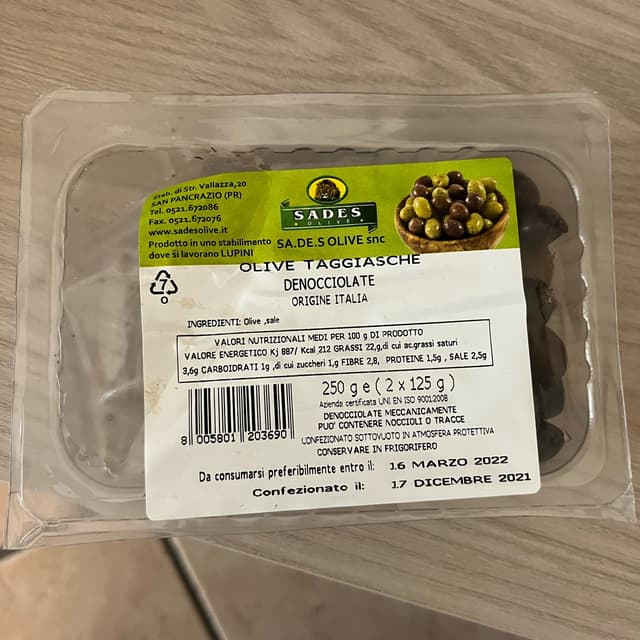 Stab. di Str. Vallazza,20
SAN PANCRAZIO (PR)
Tel. 0521.672086
Fax. 0521.672076
www.sadesolive.it
Prodotto in uno stabilimento
dove si lavorano LUPINI
SADES
OLIVE
SA.DE.S OLIVE snc
OLIVE TAGGIASCHE
DENOCCIOLATE
ORIGINE ITALIA
7
INGREDIENTI: Olive ,sale
VALORI NUTRIZIONALI MEDI PER 100 g DI PRODOTTO
VALORE ENERGETICO Kj 887/ Kcal 212 GRASSI 22,g,di cui ac.grassi saturi
3,6g CARBOIDRATI 1g ,di cui zuccheri 1,g FIBRE 2,8, PROTEINE 1,5g , SALE 2,5g
250 g e ( 2 x 125 g )
Azienda certificata UNI EN ISO 9001:2008
DENOCCIOLATE MECCANICAMENTE
PUO' CONTENERE NOCCIOLI O TRACCE
CONFEZIONATO SOTTOVUOTO IN ATMOSFERA PROTETTIVA
CONSERVARE IN FRIGORIFERO
8 005801 203690
Da consumarsi preferibilmente entro il: 16 MARZO 2022
Confezionato il: 17 DICEMBRE 2021